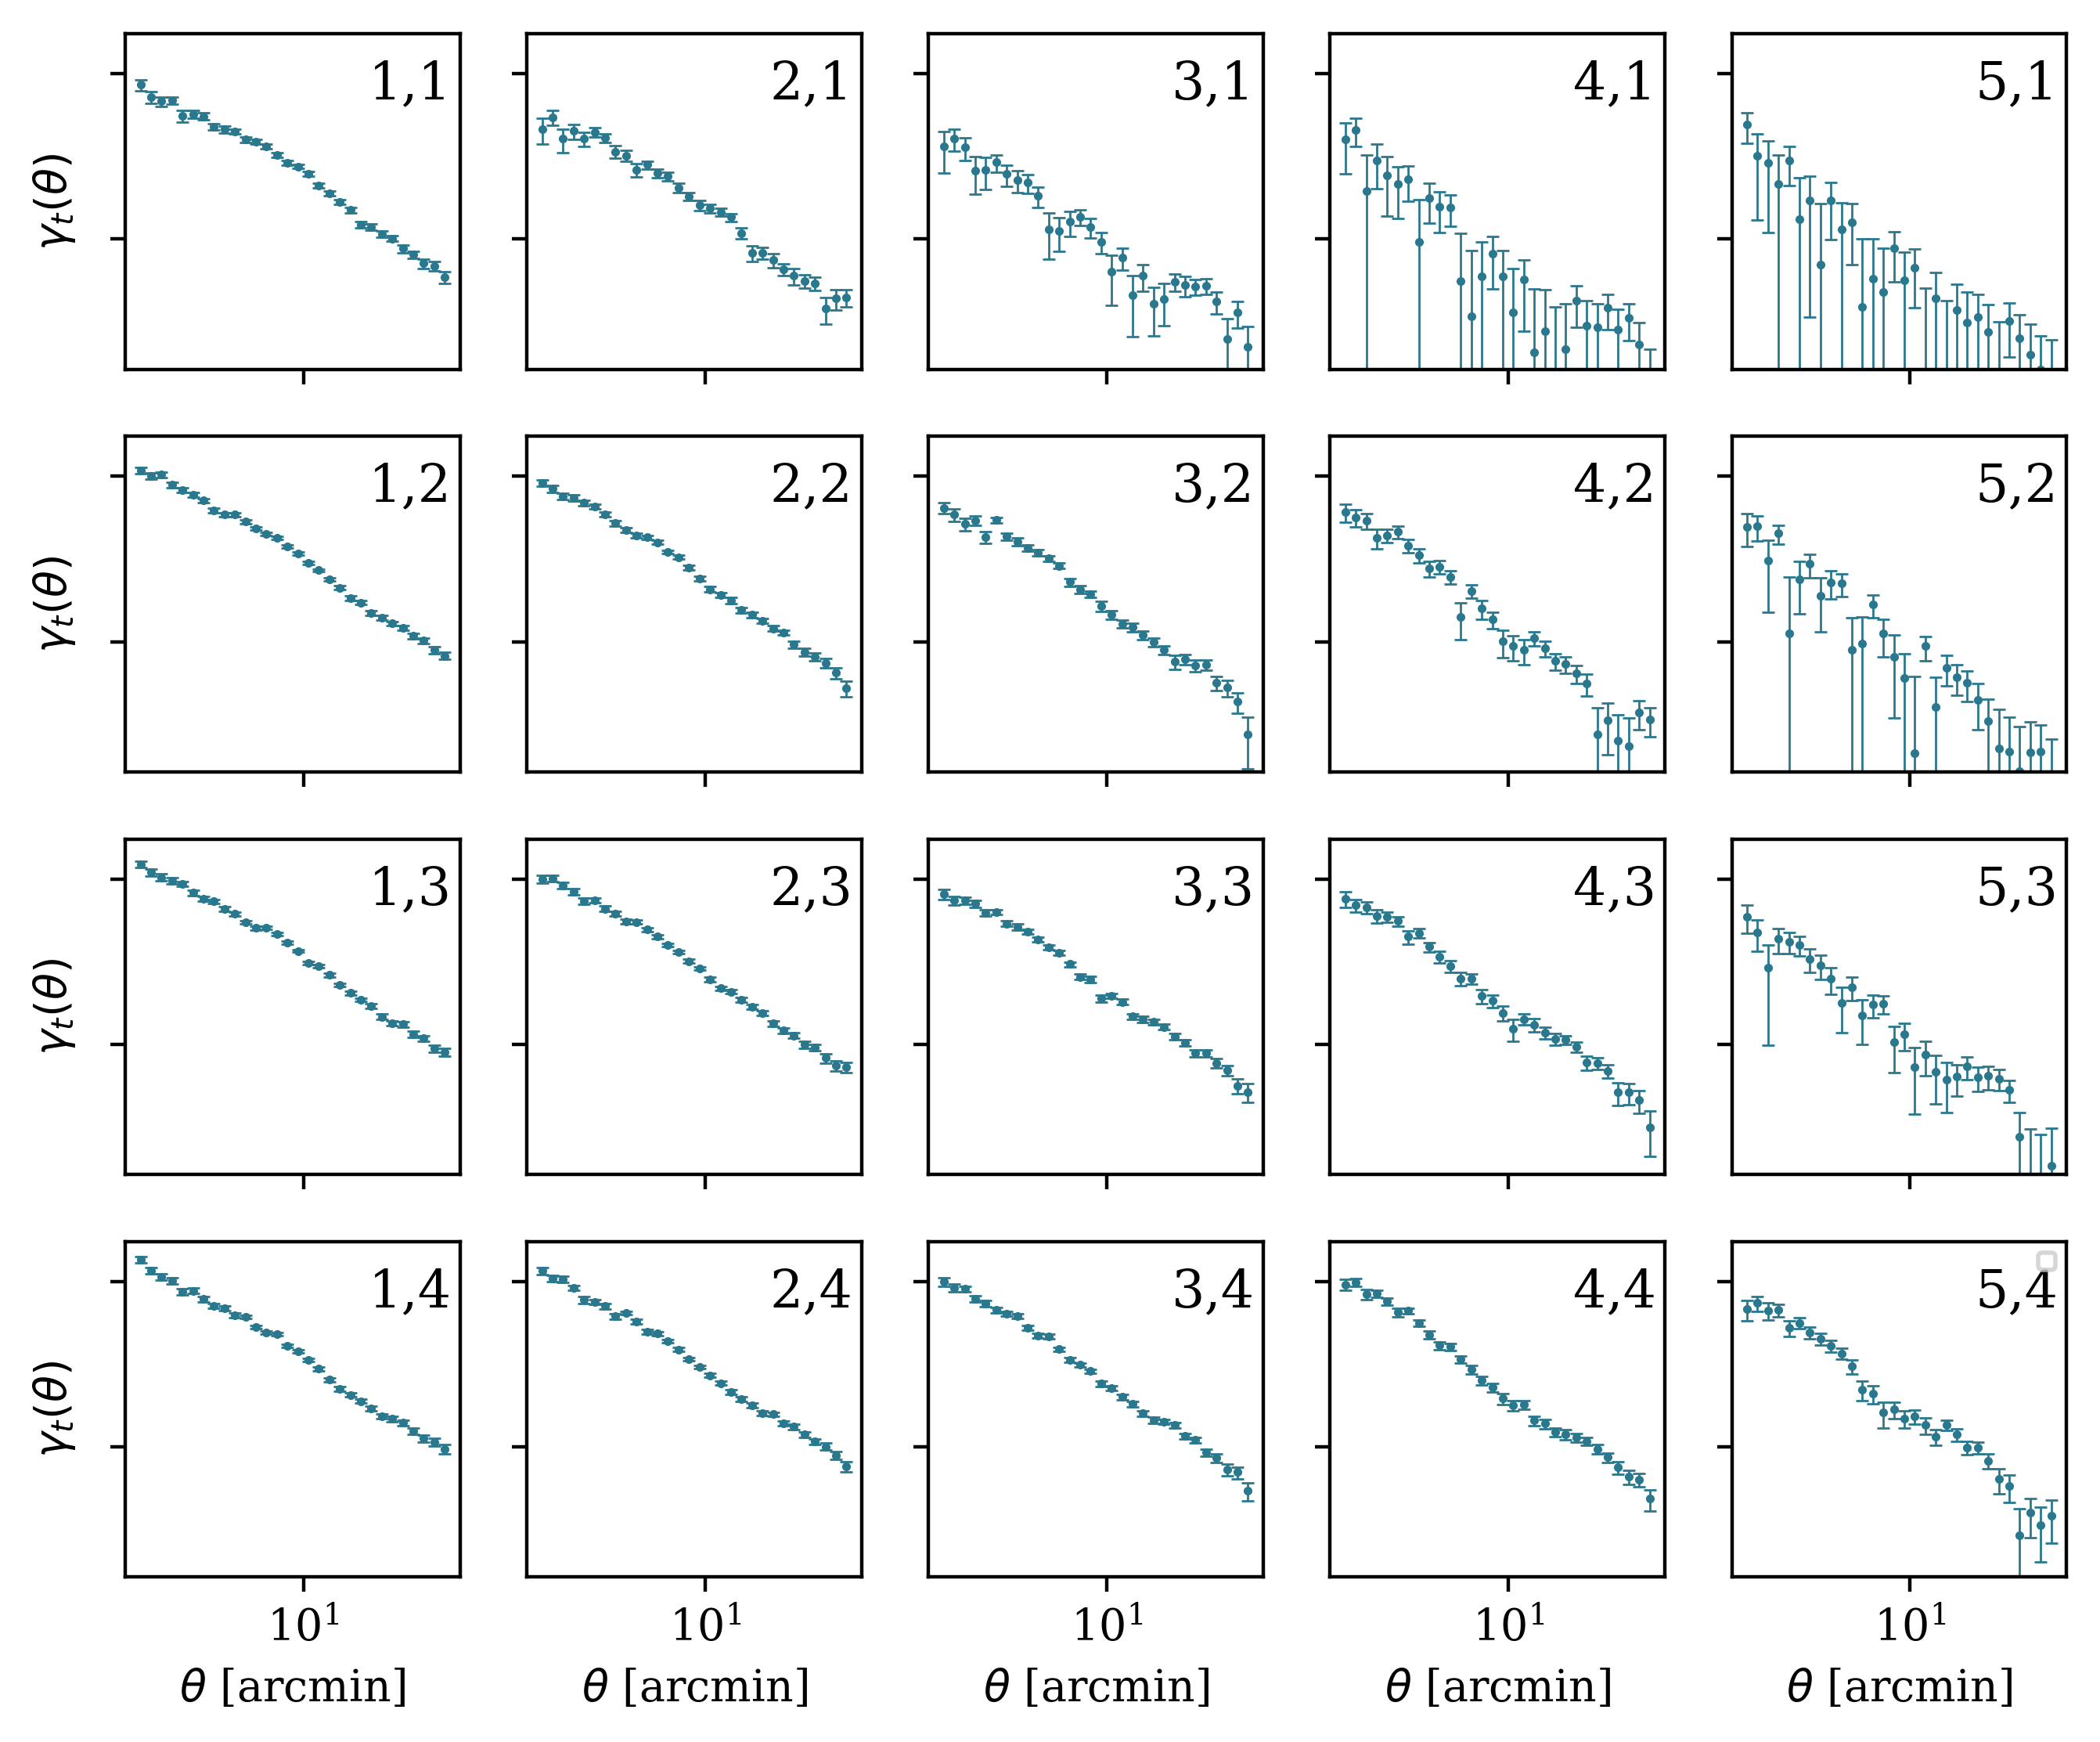 γₜ(θ) 1,1 2,1 3,1 4,1 5,1
γₜ(θ) 1,2 2,2 3,2 4,2 5,2
γₜ(θ) 1,3 2,3 3,3 4,3 5,3
γₜ(θ) 1,4 2,4 3,4 4,4 5,4
10¹ 10¹ 10¹ 10¹ 10¹
θ [arcmin] θ [arcmin] θ [arcmin] θ [arcmin] θ [arcmin]